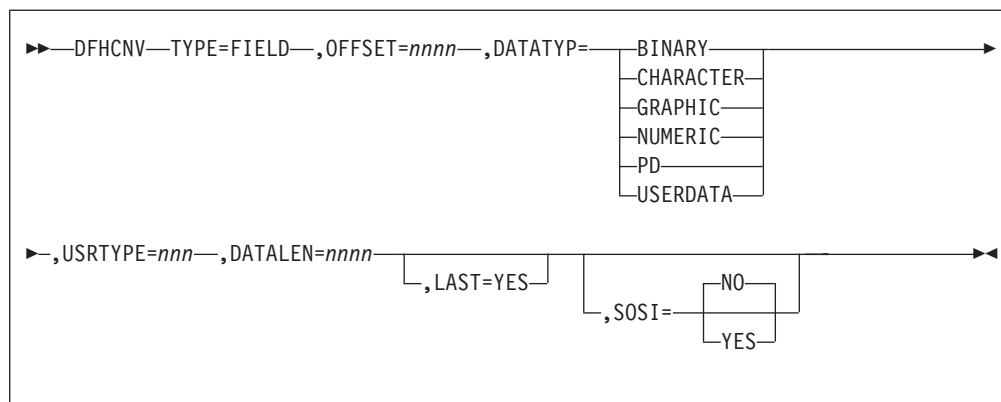 DFHCNV TYPE=FIELD ,OFFSET=nnnn ,DATATYP= BINARY
CHARACTER
GRAPHIC
NUMERIC
PD
USERDATA
,USRTYPE=nnn ,DATALEN=nnnn
,LAST=YES
,SOSI=
NO
YES